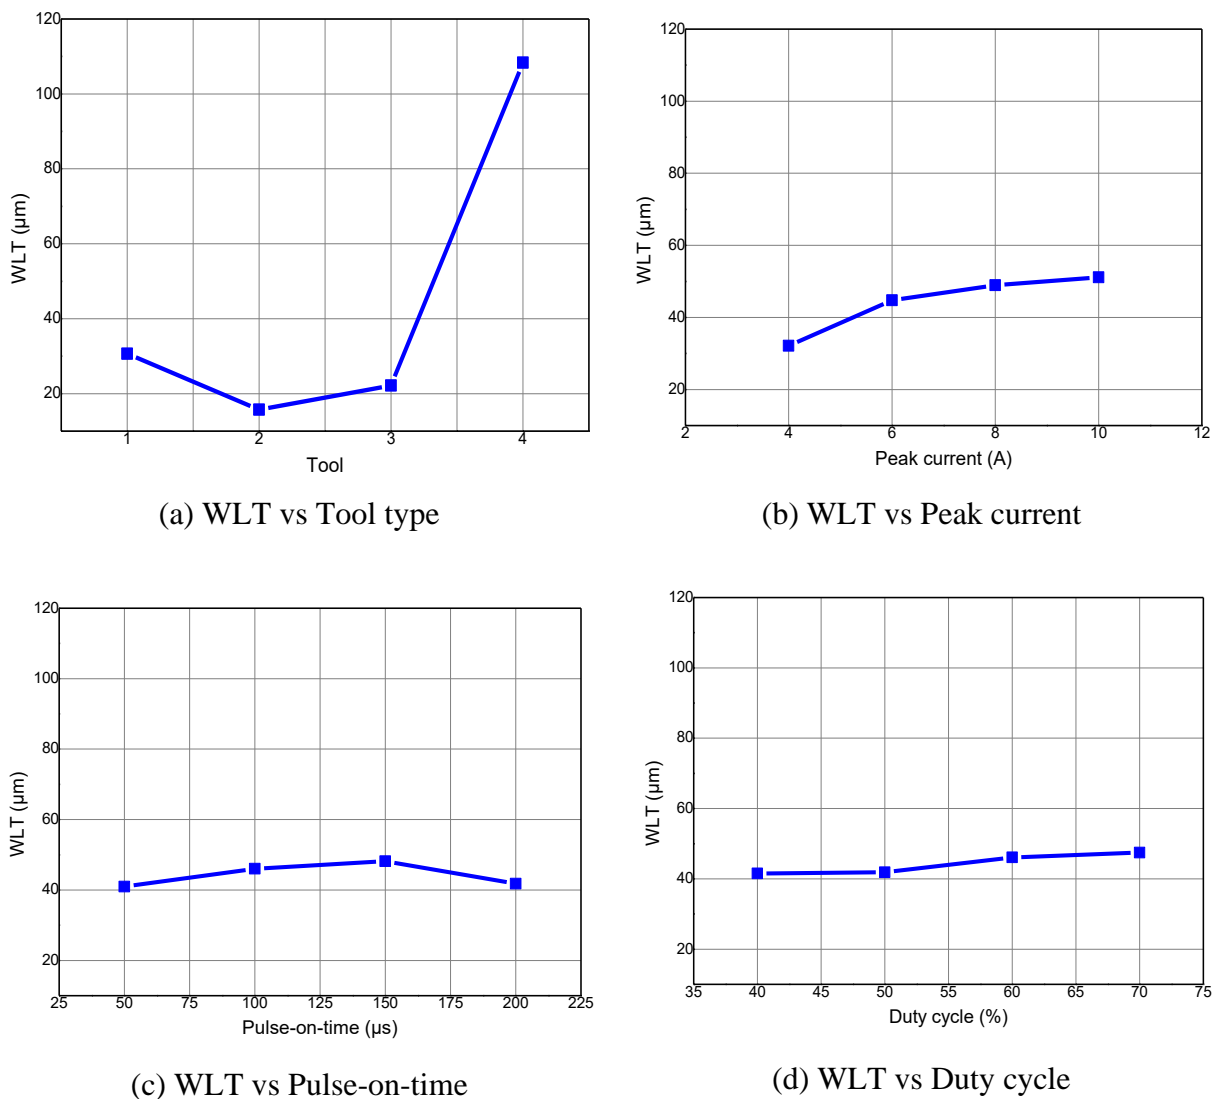 120
100
80
60
40
20
WLT (µm)
1 2 3 4
Tool
(a) WLT vs Tool type
120
100
80
60
40
20
WLT (µm)
2 4 6 8 10 12
Peak current (A)
(b) WLT vs Peak current
120
100
80
60
40
20
WLT (µm)
25 50 75 100 125 150 175 200 225
Pulse-on-time (µs)
(c) WLT vs Pulse-on-time
120
100
80
60
40
20
WLT (µm)
35 40 45 50 55 60 65 70 75
Duty cycle (%)
(d) WLT vs Duty cycle